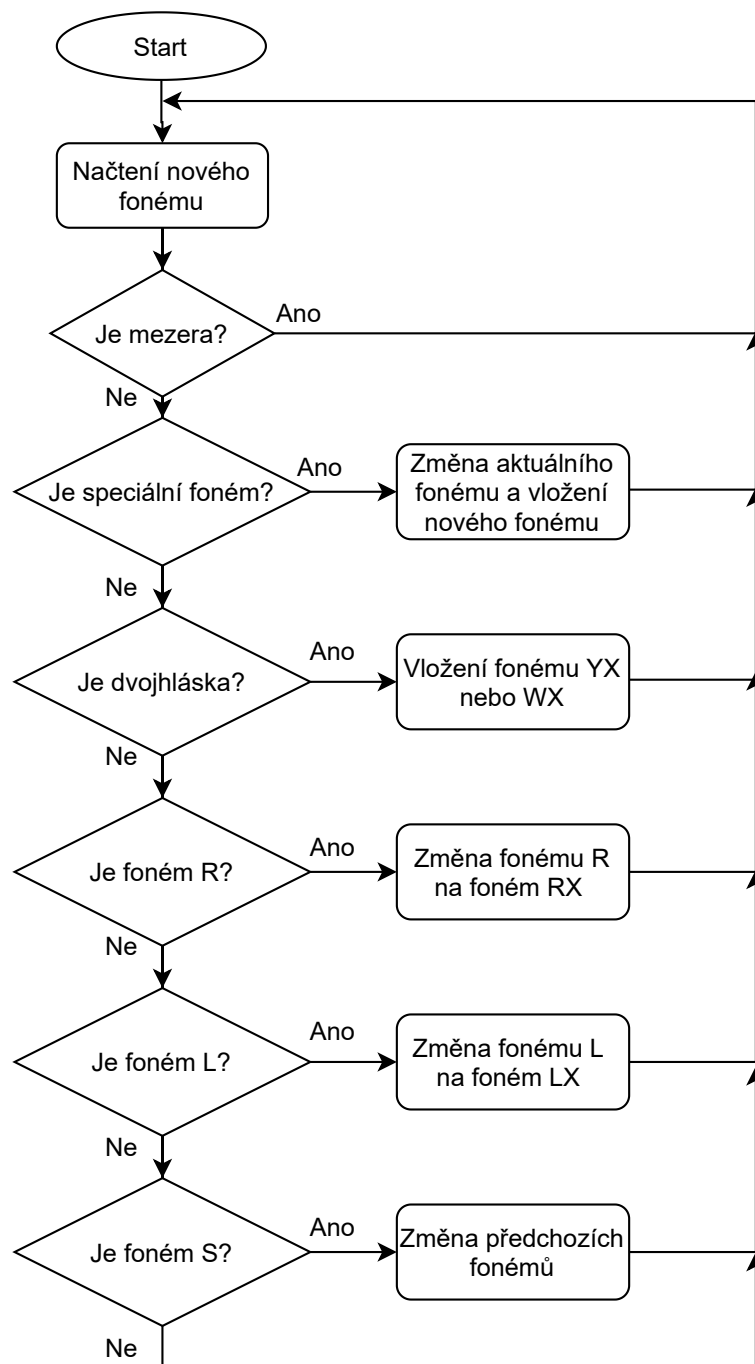 Start
Načtení nového
fonému
Je mezera?
Ano
Ne
Je speciální foném?
Ano
Změna aktuálního
fonému a vložení
nového fonému
Ne
Je dvojhláska?
Ano
Vložení fonému YX
nebo WX
Ne
Je foném R?
Ano
Změna fonému R
na foném RX
Ne
Je foném L?
Ano
Změna fonému L
na foném LX
Ne
Je foném S?
Ano
Změna předchozích
fonémů
Ne